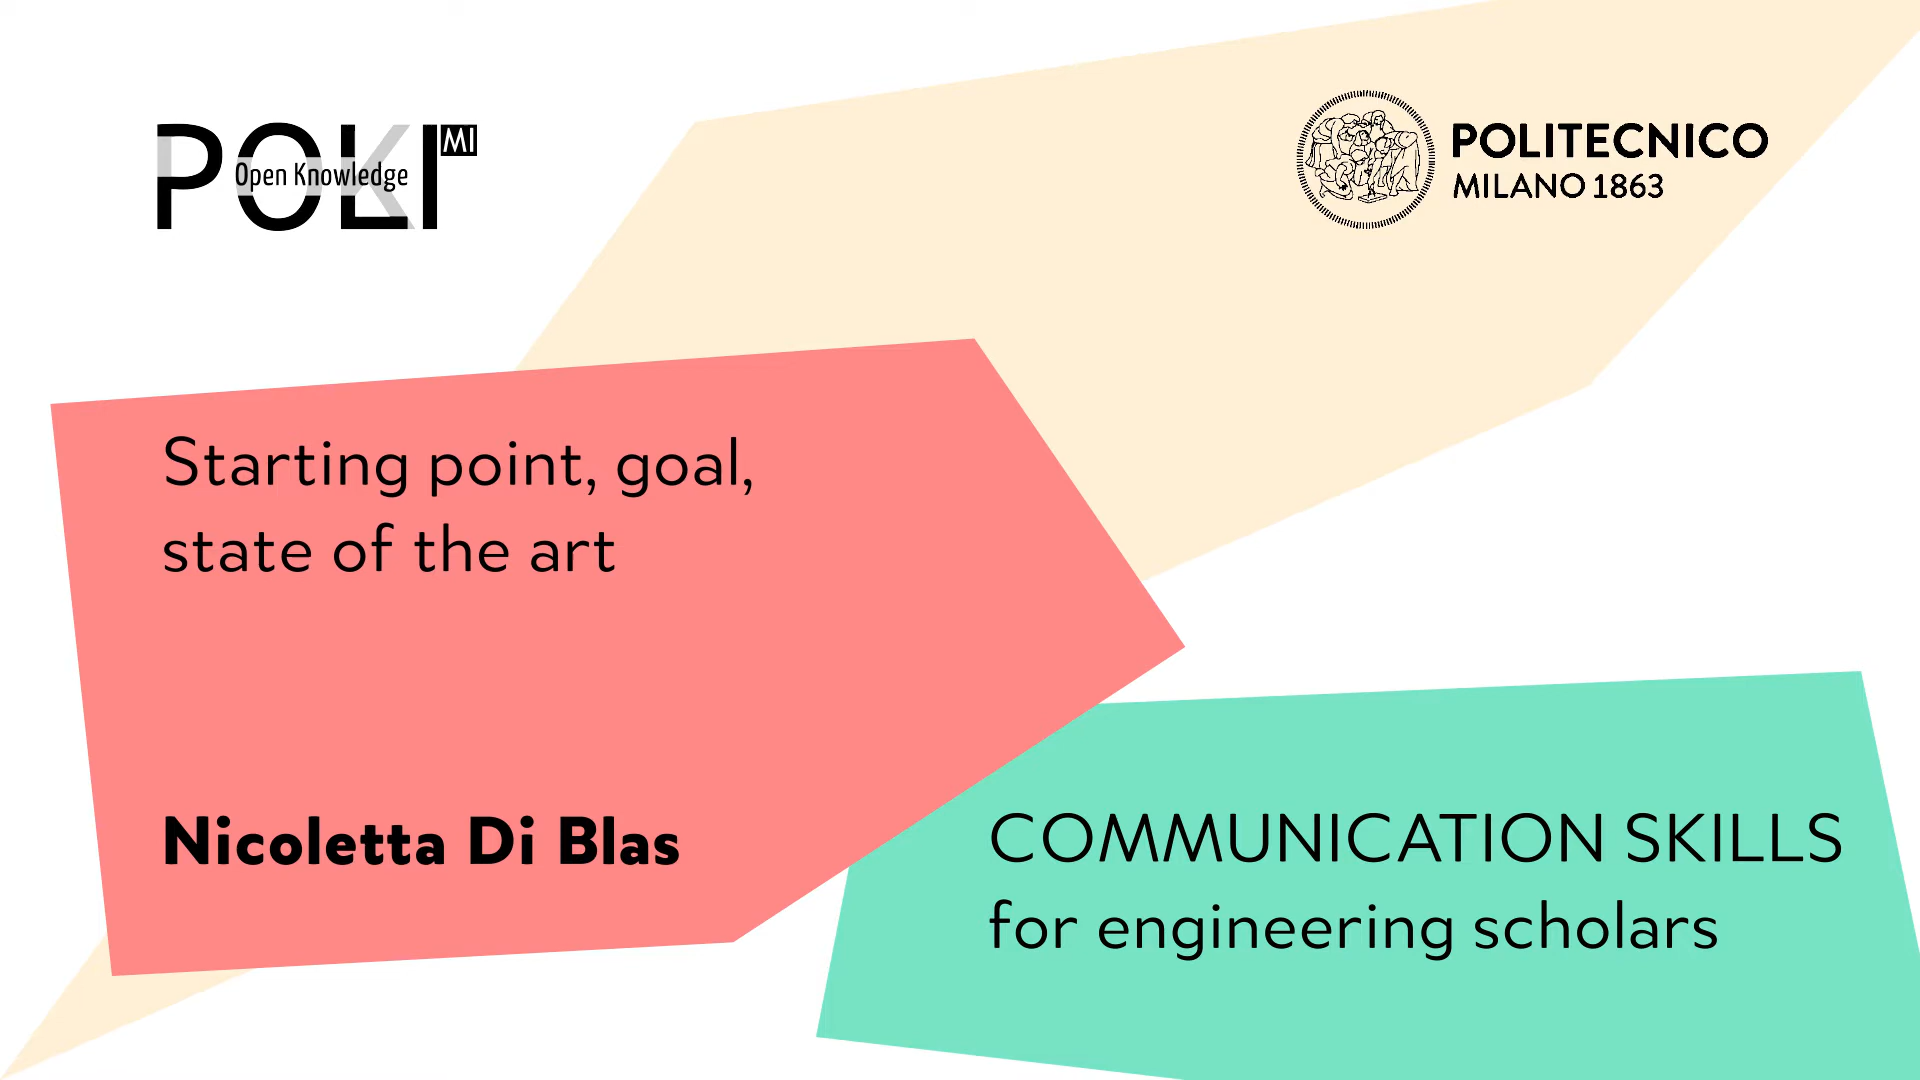 POLI MI
Open Knowledge
POLITECNICO
MILANO 1863
Starting point, goal,
state of the art
Nicoletta Di Blas
COMMUNICATION SKILLS
for engineering scholars